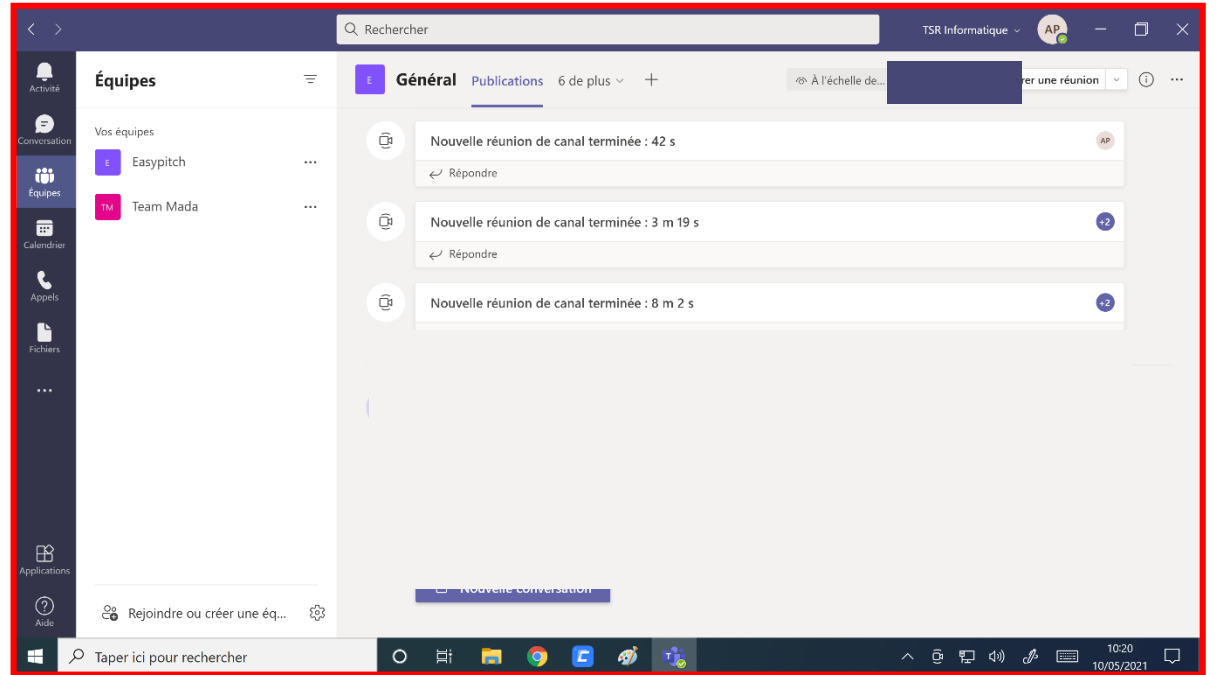 Rechercher
TSR Informatique
AP
Activité
Conversation
Équipes
Calendrier
Appels
Fichiers
Applications
Aide
Équipes
Vos équipes
E Easypitch
TM Team Mada
Rejoindre ou créer une éq...
E Général Publications 6 de plus
À l'échelle de... rer une réunion
Nouvelle réunion de canal terminée : 42 s
AP
Répondre
Nouvelle réunion de canal terminée : 3 m 19 s
+2
Répondre
Nouvelle réunion de canal terminée : 8 m 2 s
+2
Nouvelle conversation
Taper ici pour rechercher
10:20
10/05/2021